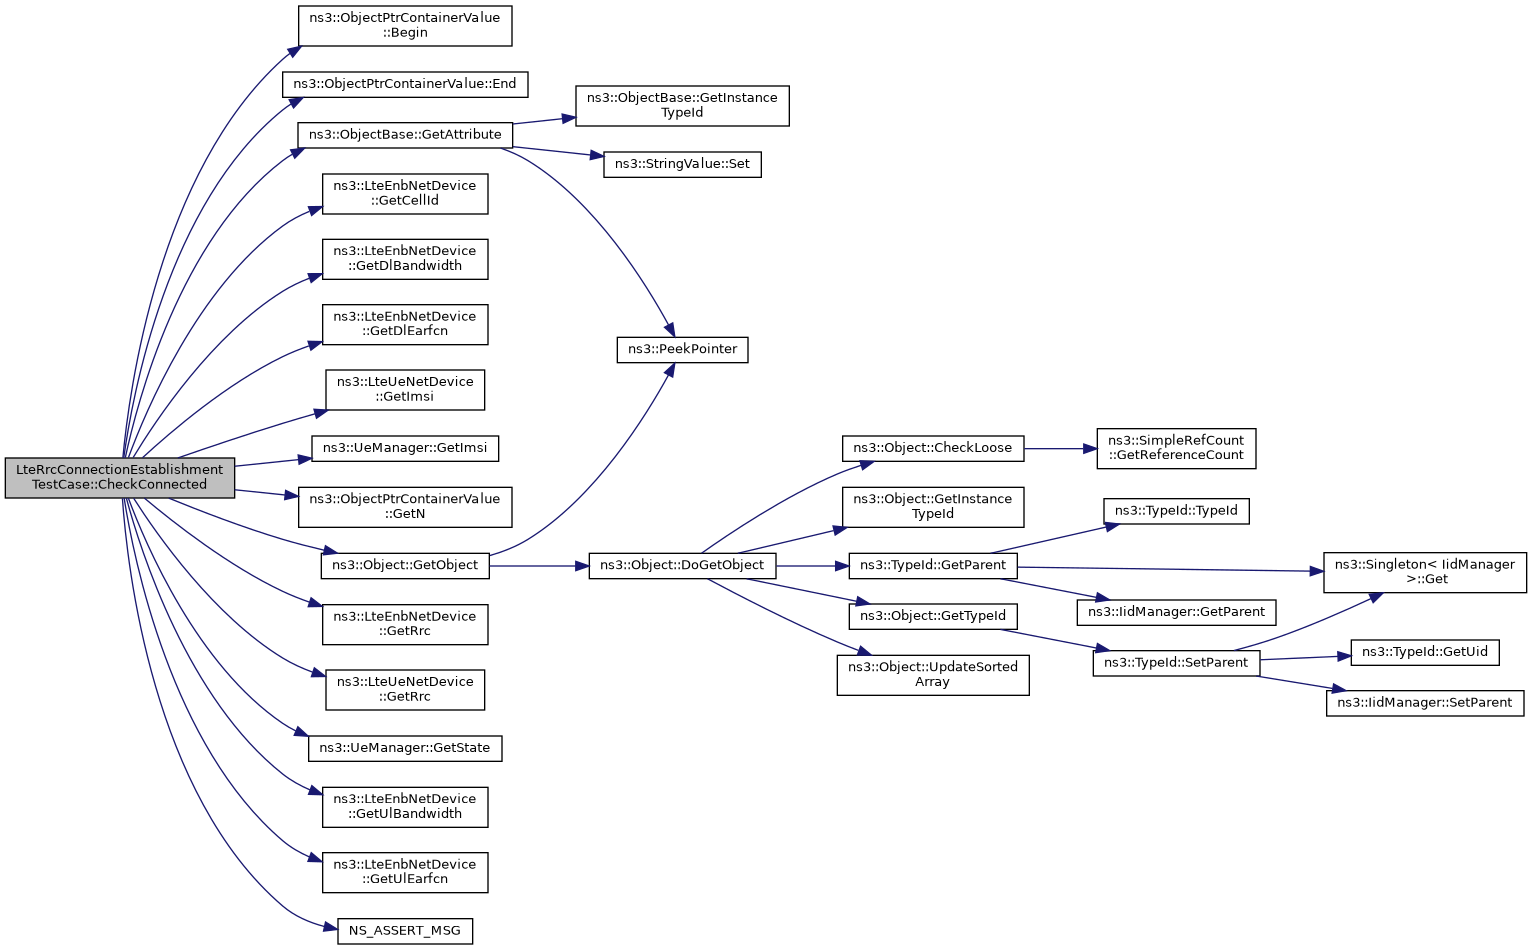 LteRrcConnectionEstablishment
TestCase::CheckConnected
ns3::ObjectPtrContainerValue
::Begin
ns3::ObjectPtrContainerValue::End
ns3::ObjectBase::GetAttribute
ns3::ObjectBase::GetInstance
TypeId
ns3::StringValue::Set
ns3::LteEnbNetDevice
::GetCellId
ns3::LteEnbNetDevice
::GetDlBandwidth
ns3::LteEnbNetDevice
::GetDlEarfcn
ns3::PeekPointer
ns3::LteUeNetDevice
::GetImsi
ns3::UeManager::GetImsi
ns3::ObjectPtrContainerValue
::GetN
ns3::Object::GetObject
ns3::Object::DoGetObject
ns3::Object::CheckLoose
ns3::SimpleRefCount
::GetReferenceCount
ns3::Object::GetInstance
TypeId
ns3::TypeId::GetParent
ns3::TypeId::TypeId
ns3::Singleton< IidManager
>::Get
ns3::IidManager::GetParent
ns3::Object::GetTypeId
ns3::TypeId::SetParent
ns3::TypeId::GetUid
ns3::IidManager::SetParent
ns3::Object::UpdateSorted
Array
ns3::LteEnbNetDevice
::GetRrc
ns3::LteUeNetDevice
::GetRrc
ns3::UeManager::GetState
ns3::LteEnbNetDevice
::GetUlBandwidth
ns3::LteEnbNetDevice
::GetUlEarfcn
NS_ASSERT_MSG